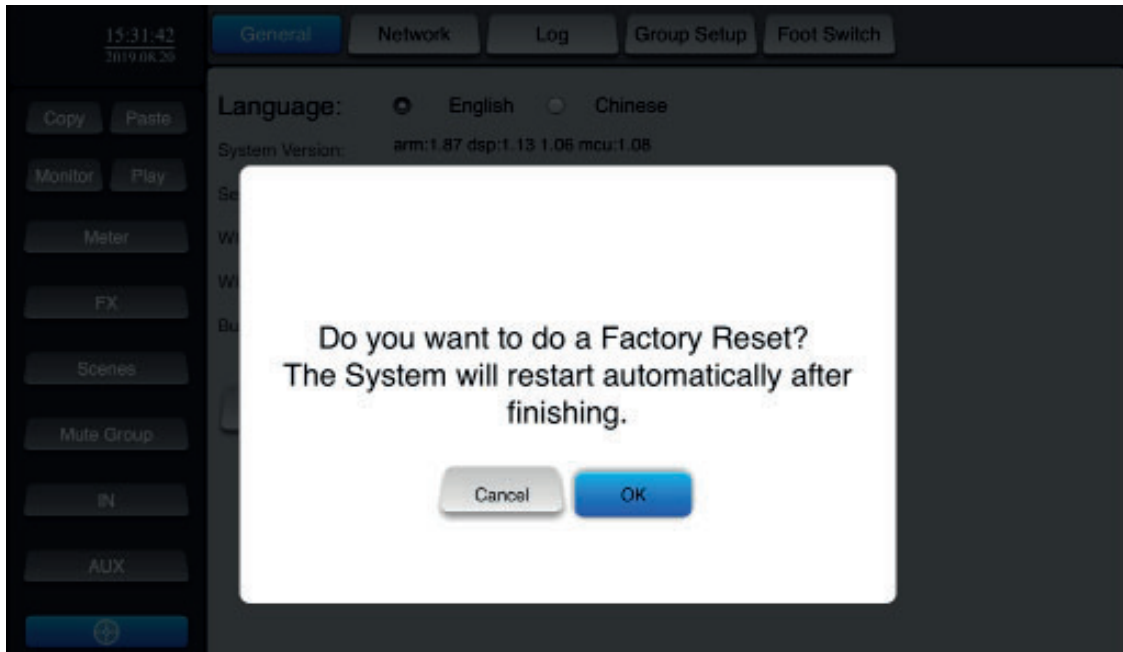 15:31:42
2019.08.20
General
Network
Log
Group Setup
Foot Switch
Copy
Paste
Monitor
Play
Meter
FX
Scenes
Mute Group
IN
AUX
Language:
English
Chinese
System Version:
arm:1.87 dsp:1.13 1.06 mcu:1.08
Do you want to do a Factory Reset?
The System will restart automatically after
finishing.
Cancel
OK